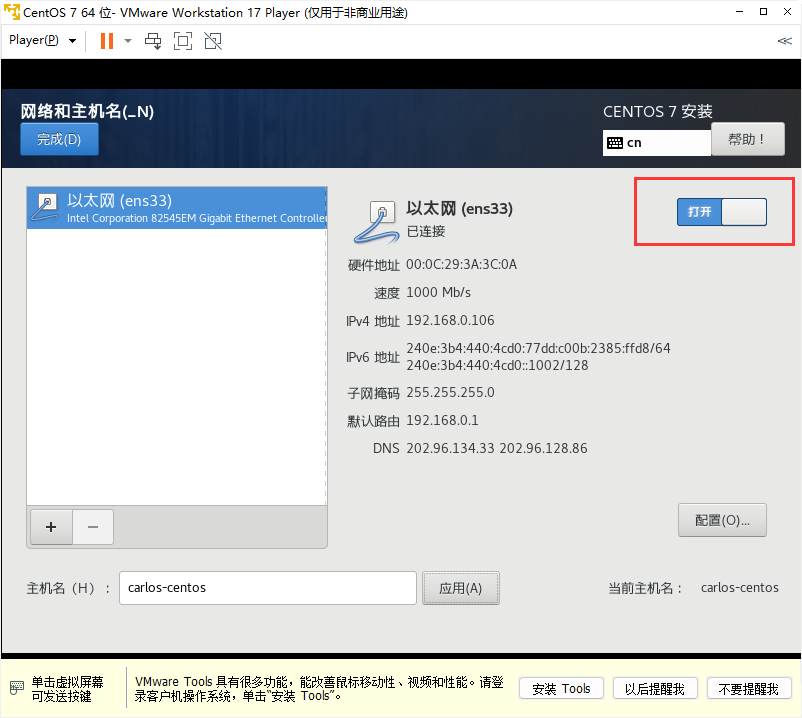 CentOS 7 64 位- VMware Workstation 17 Player (仅用于非商业用途)
Player(P)
网络和主机名(_N)
CENTOS 7 安装
完成(D)
cn
帮助！
以太网 (ens33)
Intel Corporation 82545EM Gigabit Ethernet Controller
以太网 (ens33)
已连接
打开
硬件地址 00:0C:29:3A:3C:0A
速度 1000 Mb/s
IPv4 地址 192.168.0.106
IPv6 地址 240e:3b4:440:4cd0:77dd:c00b:2385:ffd8/64
240e:3b4:440:4cd0::1002/128
子网掩码 255.255.255.0
默认路由 192.168.0.1
DNS 202.96.134.33 202.96.128.86
+ −
配置(O)...
主机名（H）： carlos-centos 应用(A) 当前主机名： carlos-centos
单击虚拟屏幕
可发送按键
VMware Tools 具有很多功能，能改善鼠标移动性、视频和性能。请登
录客户机操作系统，单击“安装 Tools”。
安装 Tools 以后提醒我 不要提醒我